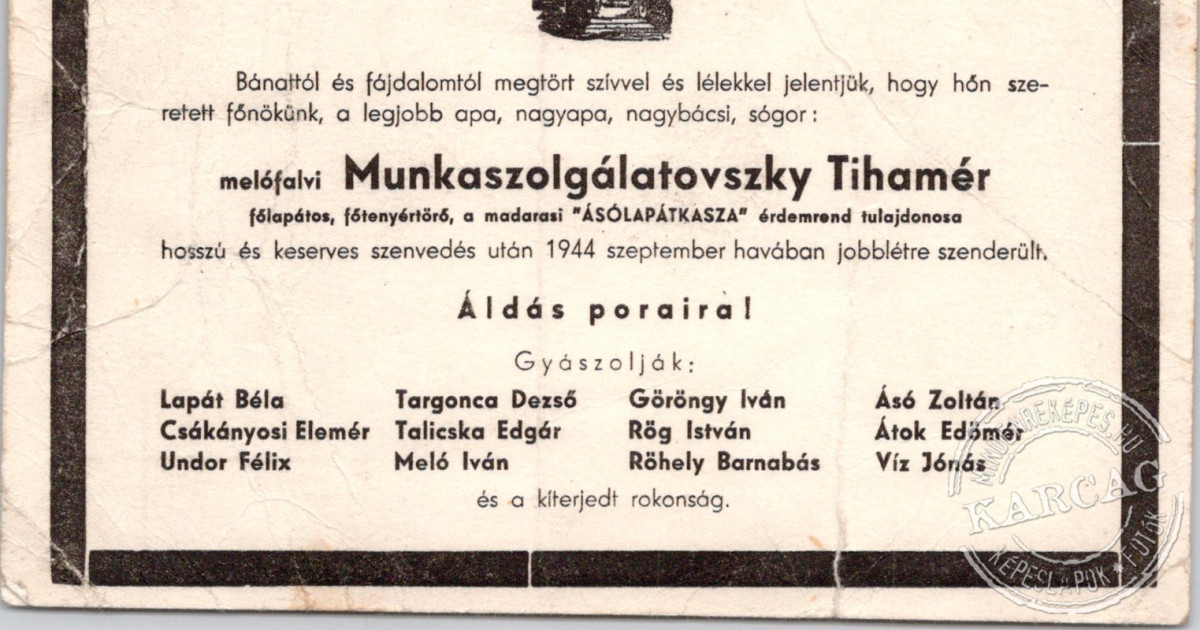 Bánattól és fájdalomtól megtört szívvel és lélekkel jelentjük, hogy hőn sze-
retett főnökünk, a legjobb apa, nagyapa, nagybácsi, sógor:
melófalvi Munkaszolgálatovszky Tihamér
főlapátos, főtenyértörő, a madarasi "ÁSÓLAPÁTKASZA" érdemrend tulajdonosa
hosszú és keserves szenvedés után 1944 szeptember havában jobblétre szenderült.
Áldás poraira!
Gyászolják:
Lapát Béla Targonca Dezső Göröngy Iván Ásó Zoltán
Csákányosi Elemér Talicska Edgár Rög István Átok Edömér
Undor Félix Meló Iván Röhely Barnabás Víz Jónás
és a kiterjedt rokonság.
MINDENREKÉPES.HU
KARCAG
KÉPESLAPOK * FOTÓK